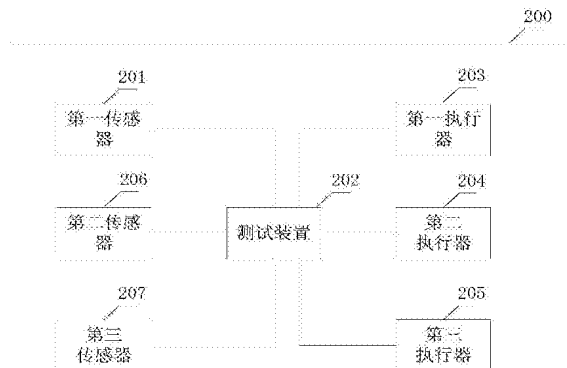 200
201
203
第一传感
器
第一执行
器
206
202
204
第二传感
器
测试装置
第二
执行器
207
205
第三
传感器
第三
执行器